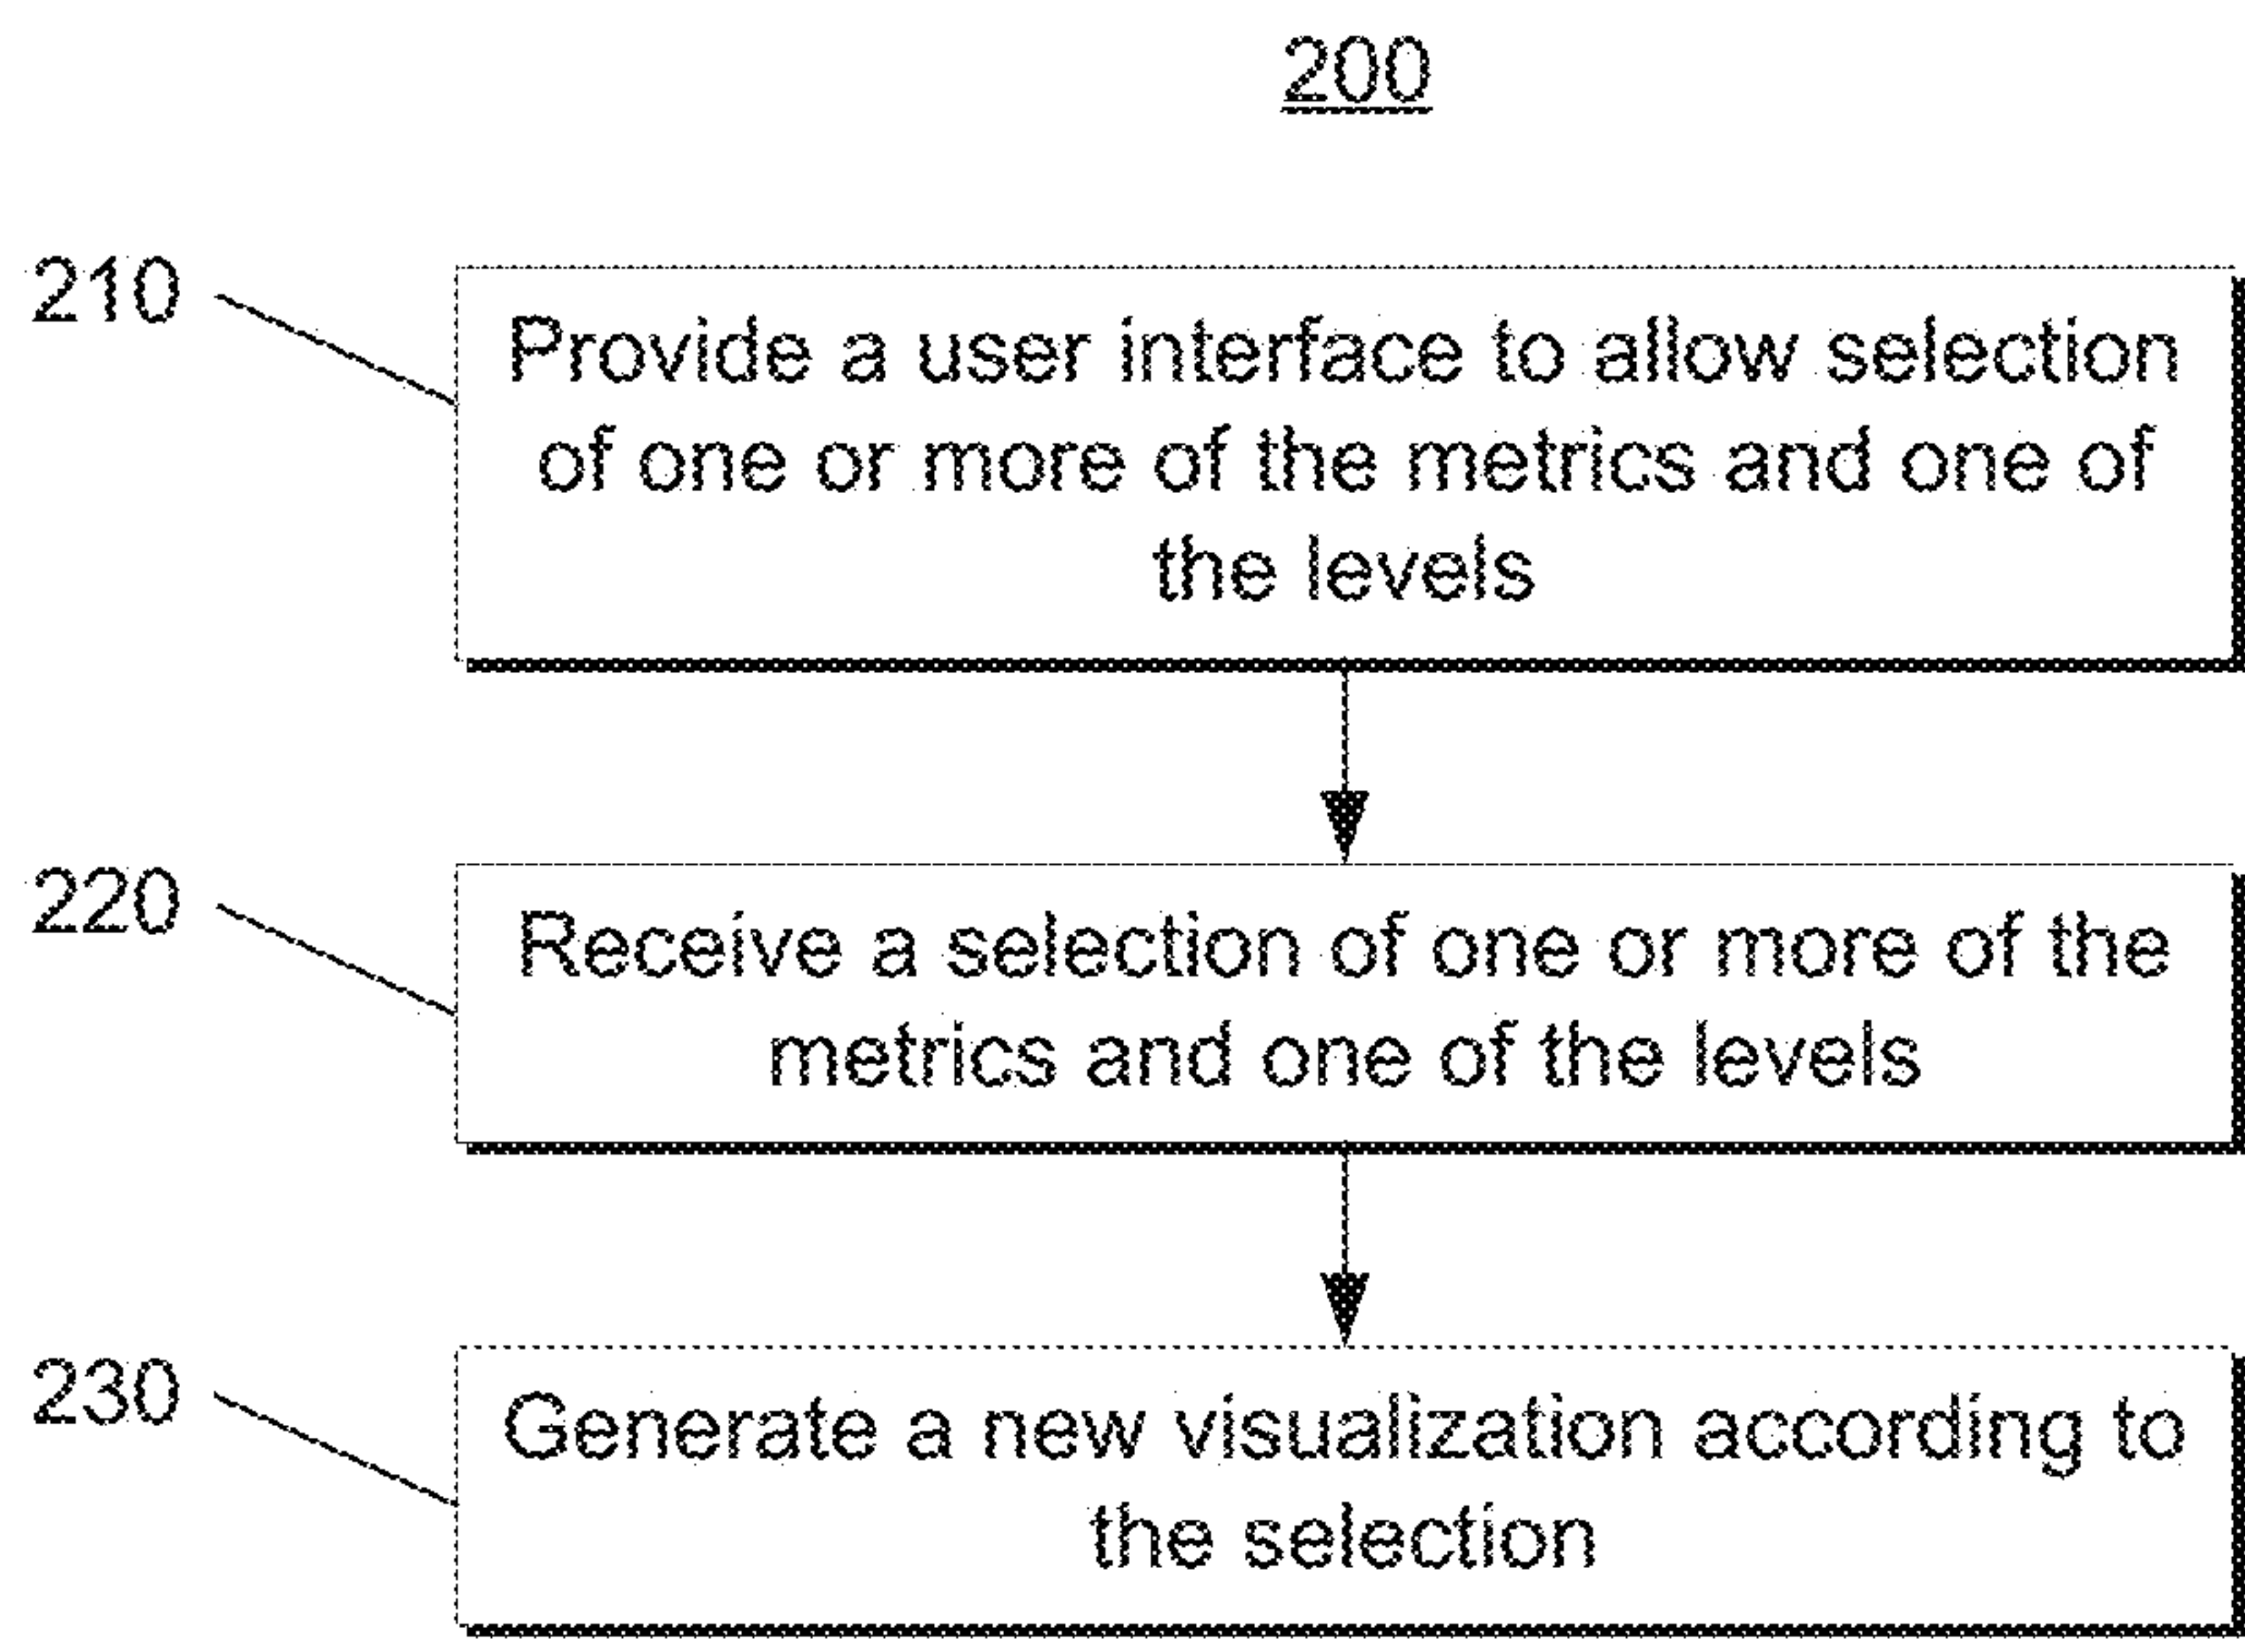 200
210
Provide a user interface to allow selection
of one or more of the metrics and one of
the levels
220
Receive a selection of one or more of the
metrics and one of the levels
230
Generate a new visualization according to
the selection